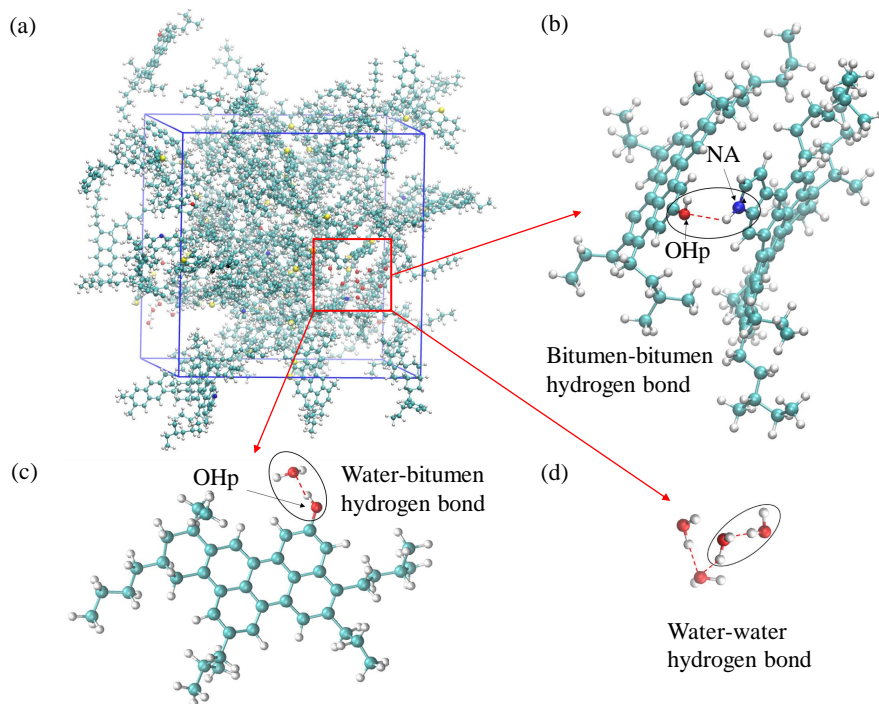 (a)
(b)
NA
OHp
Bitumen-bitumen
hydrogen bond
(c)
OHp
Water-bitumen
hydrogen bond
(d)
Water-water
hydrogen bond